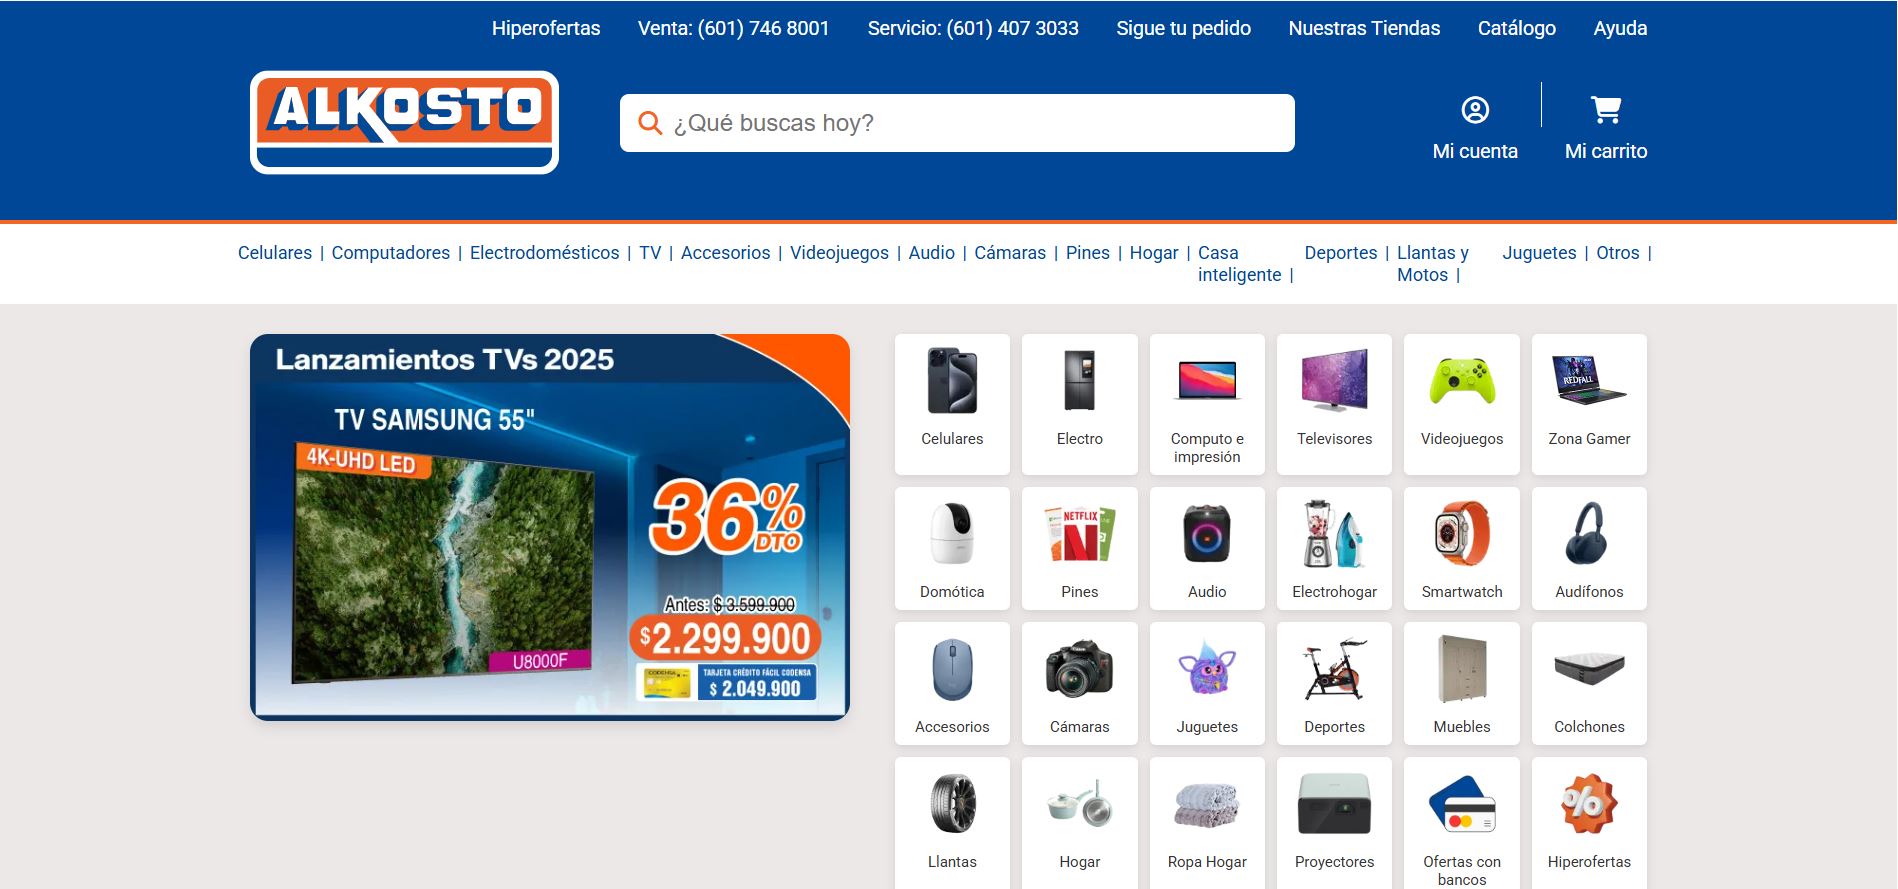 Hiperofertas Venta: (601) 746 8001 Servicio: (601) 407 3033 Sigue tu pedido Nuestras Tiendas Catálogo Ayuda
ALKOSTO
¿Qué buscas hoy?
Mi cuenta Mi carrito
Celulares | Computadores | Electrodomésticos | TV | Accesorios | Videojuegos | Audio | Cámaras | Pines | Hogar | Casa inteligente | Deportes | Llantas y Motos | Juguetes | Otros |
Lanzamientos TVs 2025
TV SAMSUNG 55"
4K-UHD LED
36% DTO
Antes: $ 3.599.900
$2.299.900
U8000F
CODENSA
TARJETA CRÉDITO FÁCIL CODENSA
$ 2.049.900
Celulares
Electro
Computo e
impresión
Televisores
Videojuegos
REDFALL
Zona Gamer
Domótica
NETFLIX
Pines
Audio
Electrohogar
Smartwatch
Audífonos
Accesorios
Cámaras
Juguetes
Deportes
Muebles
Colchones
Llantas
Hogar
Ropa Hogar
Proyectores
Ofertas con
bancos
%
Hiperofertas